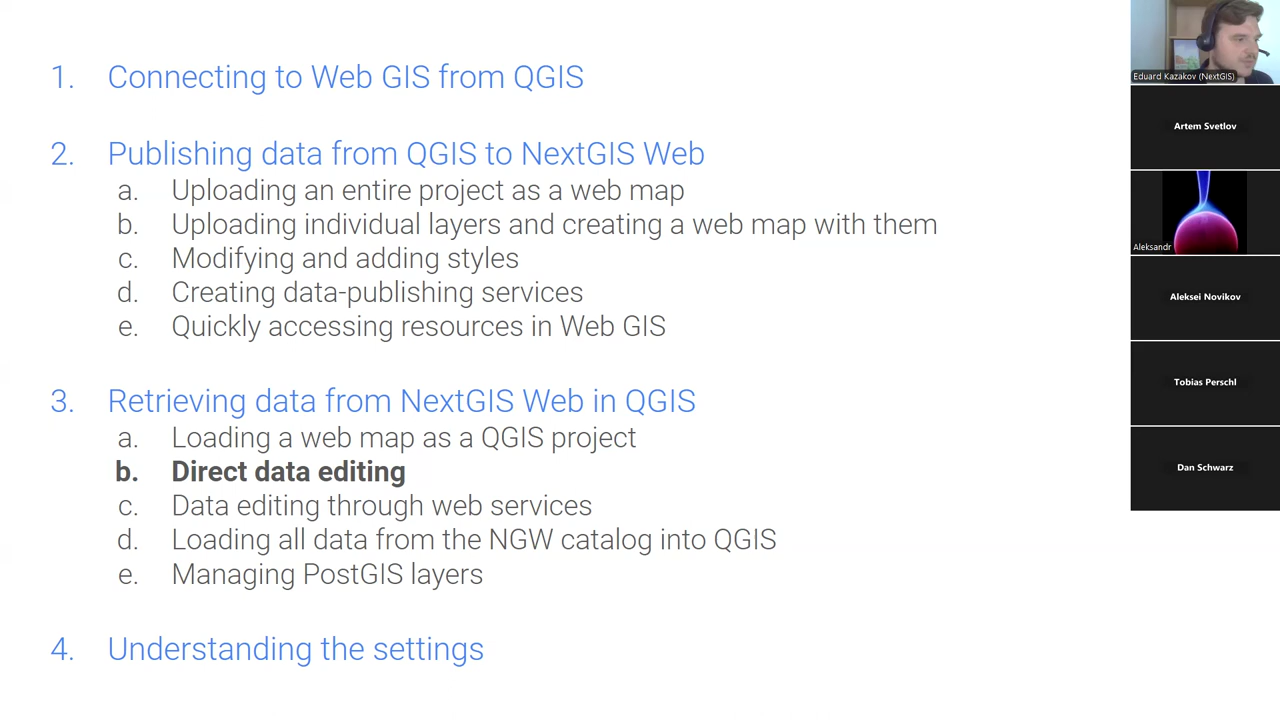 1. Connecting to Web GIS from QGIS
2. Publishing data from QGIS to NextGIS Web
a. Uploading an entire project as a web map
b. Uploading individual layers and creating a web map with them
c. Modifying and adding styles
d. Creating data-publishing services
e. Quickly accessing resources in Web GIS
3. Retrieving data from NextGIS Web in QGIS
a. Loading a web map as a QGIS project
b. Direct data editing
c. Data editing through web services
d. Loading all data from the NGW catalog into QGIS
e. Managing PostGIS layers
4. Understanding the settings
Eduard Kazakov (NextGIS)
Artem Svetlov
Aleksandr
Aleksei Novikov
Tobias Perschl
Dan Schwarz